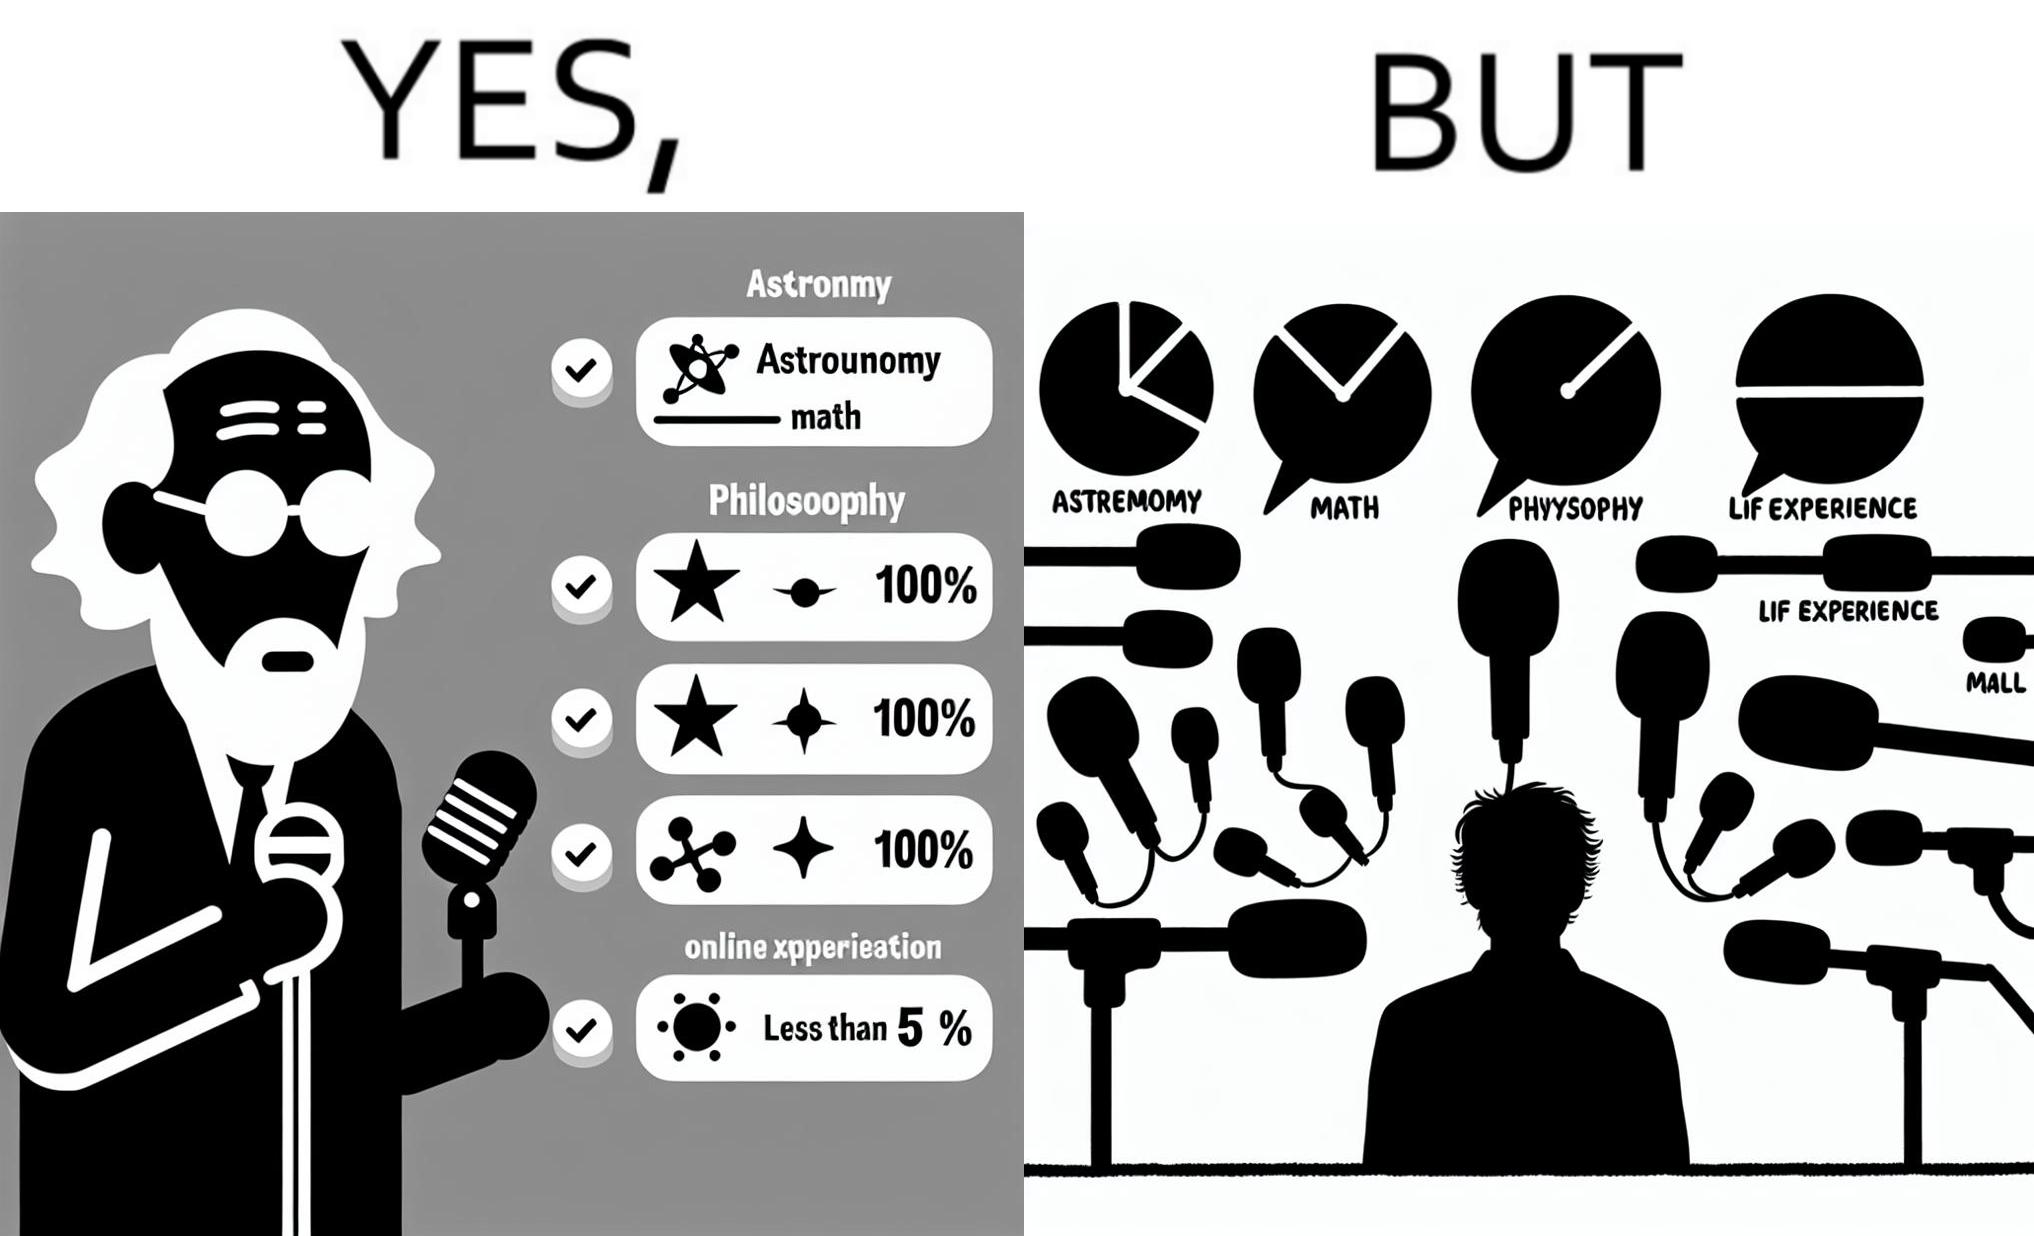 YES,
BUT
Astronmy
Astrounomy
math
Philosoophy
100%
100%
100%
online xpperieation
Less than 5 %
ASTREMOMY
MATH
PHYYSOPHY
LIF EXPERIENCE
LIF EXPERIENCE
MALL